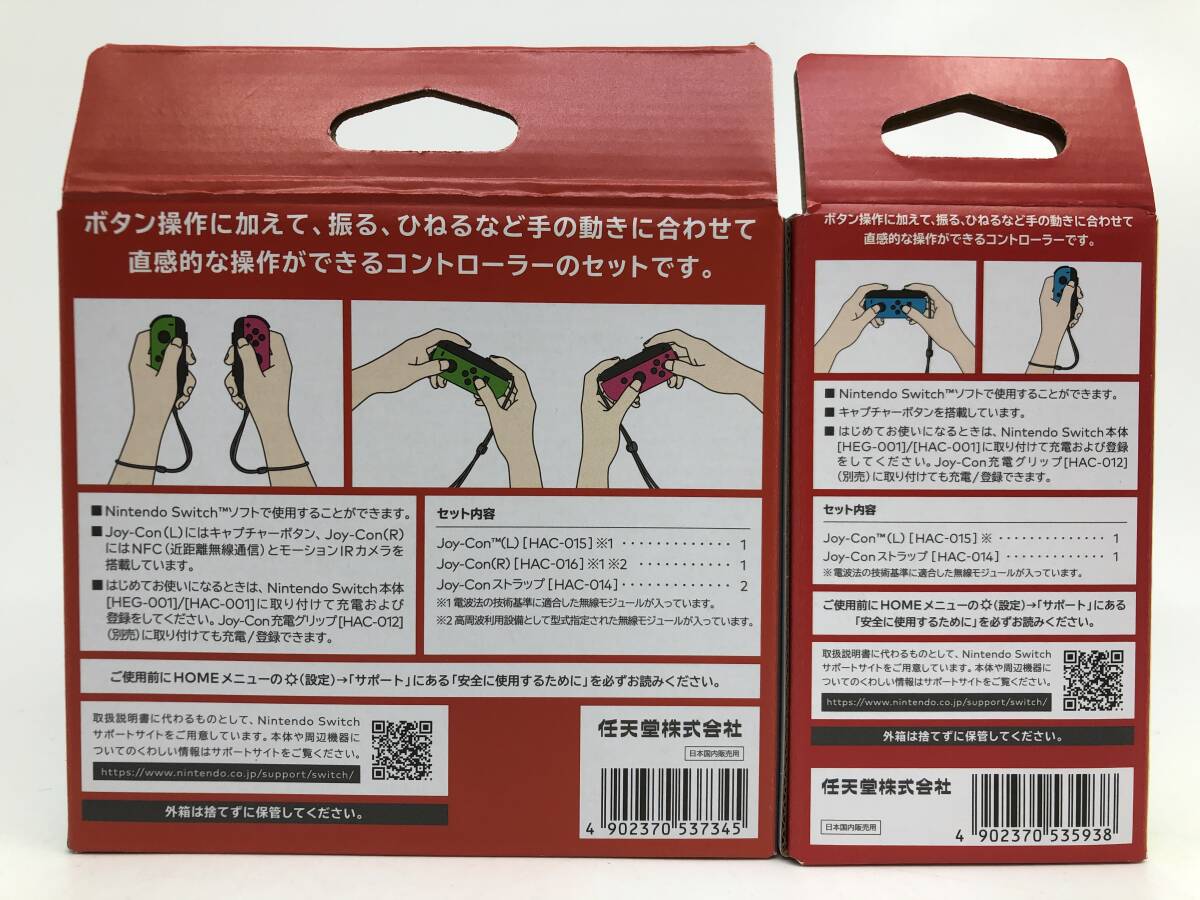 ボタン操作に加えて、振る、ひねるなど手の動きに合わせて
直感的な操作ができるコントローラーのセットです。
■ Nintendo Switch™ソフトで使用することができます。
■ Joy-Con(L)にはキャプチャーボタン、Joy-Con(R)
にはNFC(近距離無線通信)とモーションIRカメラを
搭載しています。
■ はじめてお使いになるときは、Nintendo Switch本体
[HEG-001]/[HAC-001]に取り付けて充電および
登録をしてください。Joy-Con充電グリップ[HAC-012]
(別売)に取り付けても充電/登録できます。
セット内容
Joy-Con™(L)[HAC-015]※1 ・・・・・・・・・・・・・ 1
Joy-Con(R)[HAC-016]※1 ※2 ・・・・・・・・・・・・ 1
Joy-Conストラップ[HAC-014]・・・・・・・・・・・・・ 2
※1 電波法の技術基準に適合した無線モジュールが入っています。
※2 高周波利用設備として型式指定された無線モジュールが入っています。
ご使用前にHOMEメニューの(設定)→「サポート」にある「安全に使用するために」を必ずお読みください。
取扱説明書に代わるものとして、Nintendo Switch
サポートサイトをご用意しています。本体や周辺機器に
ついてのくわしい情報はサポートサイトをご覧ください。
https://www.nintendo.co.jp/support/switch/
外箱は捨てずに保管してください。
任天堂株式会社
日本国内販売用
4 902370 537345
ボタン操作に加えて、振る、ひねるなど手の動きに合わせて
直感的な操作ができるコントローラーです。
■ Nintendo Switch™ソフトで使用することができます。
■ キャプチャーボタンを搭載しています。
■ はじめてお使いになるときは、Nintendo Switch本体
[HEG-001]/[HAC-001]に取り付けて充電および登録
をしてください。Joy-Con充電グリップ[HAC-012]
(別売)に取り付けても充電/登録できます。
セット内容
Joy-Con™(L)[HAC-015]※ ・・・・・・・・・・・・・・ 1
Joy-Conストラップ[HAC-014] ・・・・・・・・・・・・ 1
※電波法の技術基準に適合した無線モジュールが入っています。
ご使用前にHOMEメニューの(設定)→「サポート」にある
「安全に使用するために」を必ずお読みください。
取扱説明書に代わるものとして、Nintendo Switch
サポートサイトをご用意しています。本体や周辺機器に
ついてのくわしい情報はサポートサイトをご覧ください。
https://www.nintendo.co.jp/support/switch/
外箱は捨てずに保管してください。
任天堂株式会社
日本国内販売用
4 902370 535938